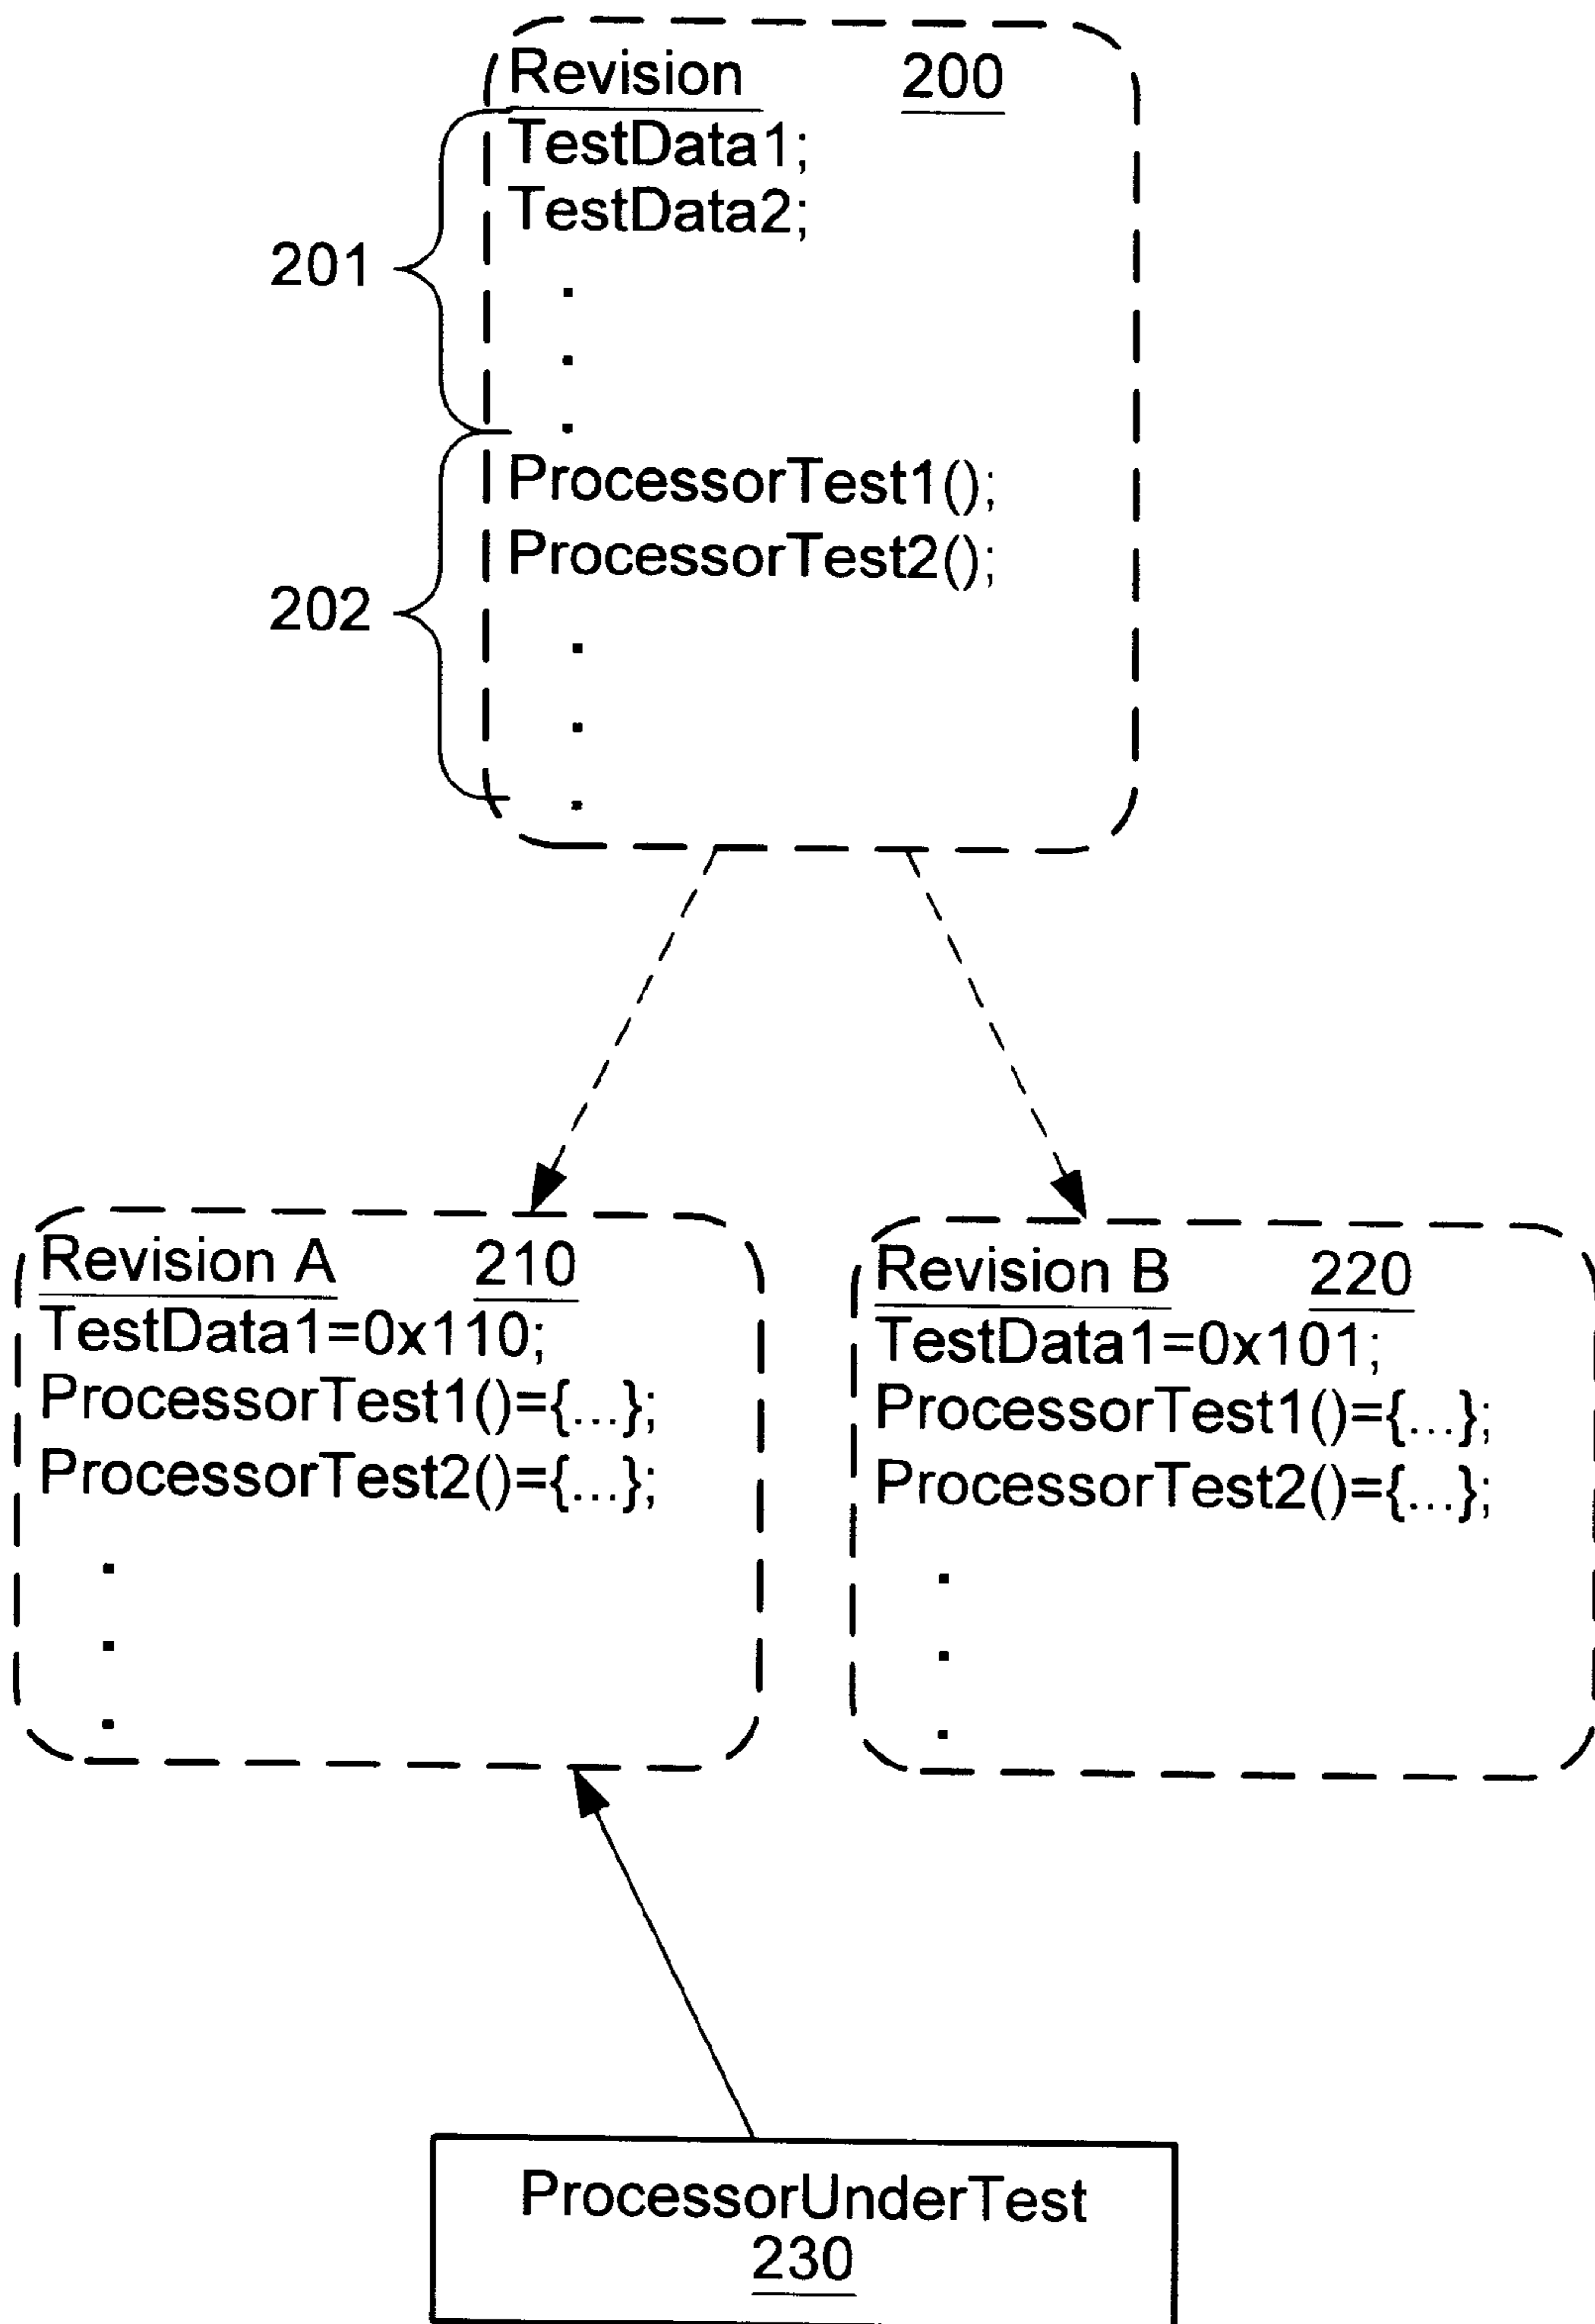 Revision 200
TestData1;
TestData2;
201
.
.
.
ProcessorTest1();
ProcessorTest2();
202
.
.
.
Revision A 210
TestData1=0x110;
ProcessorTest1()={...};
ProcessorTest2()={...};
.
.
.
Revision B 220
TestData1=0x101;
ProcessorTest1()={...};
ProcessorTest2()={...};
.
.
.
ProcessorUnderTest
230